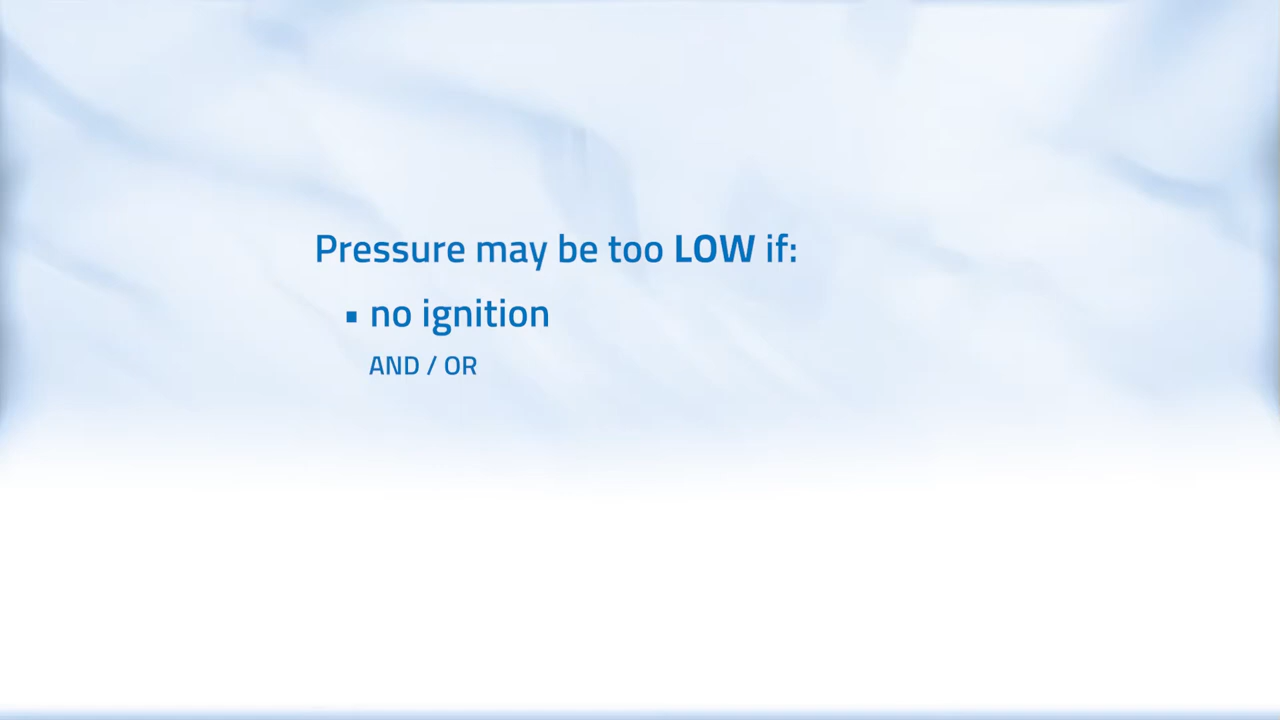 Pressure may be too LOW if:
▪ no ignition
AND / OR